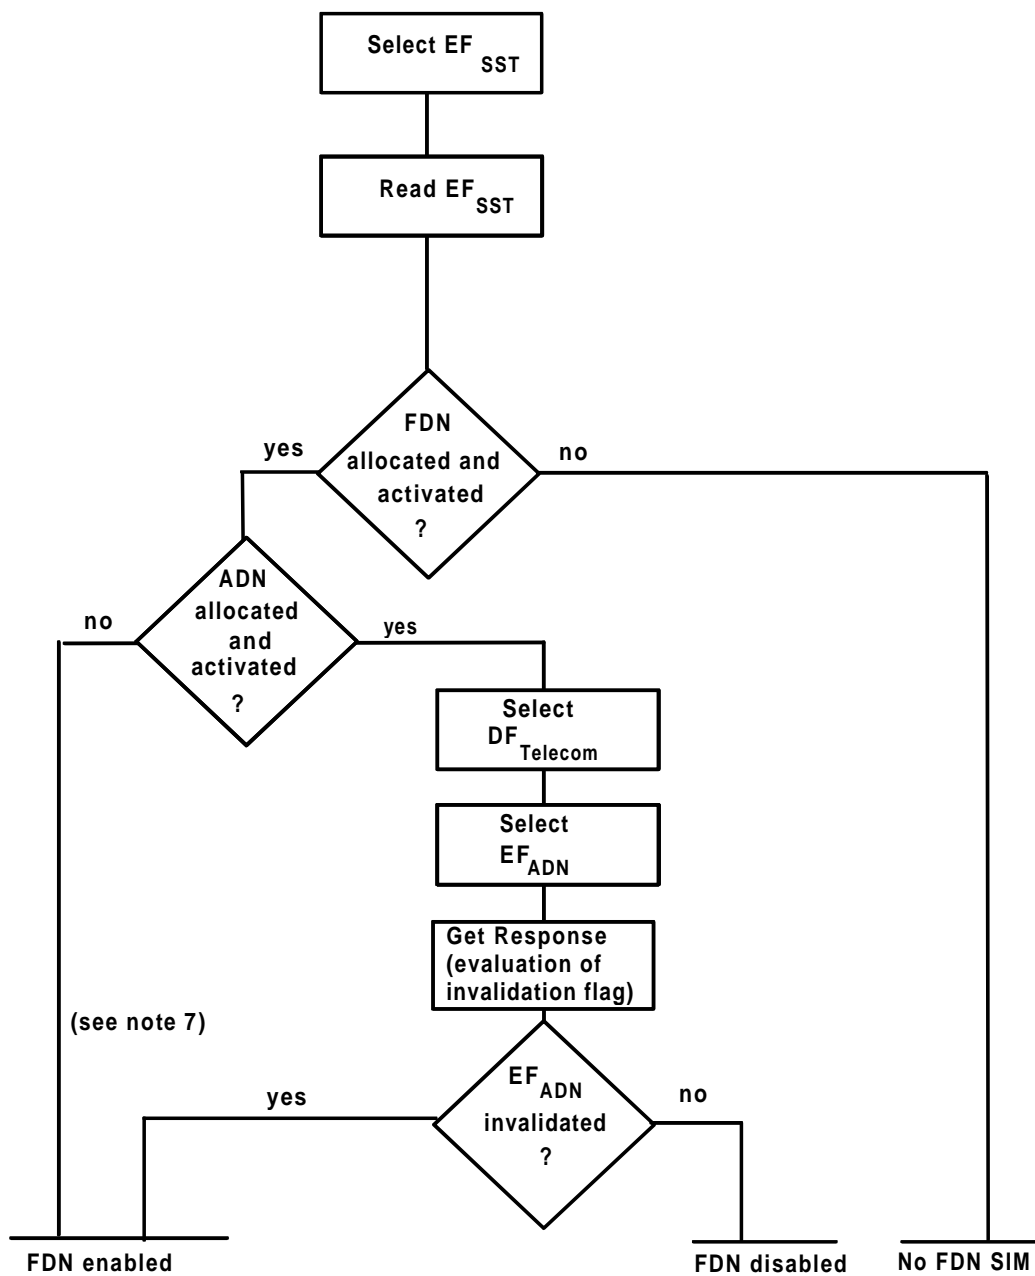 Select EF SST
Read EF SST
FDN
allocated and
activated
?
yes
no
ADN
allocated
and
activated
?
no
yes
Select
DF Telecom
Select
EF ADN
Get Response
(evaluation of
invalidation flag)
(see note 7)
EF ADN
invalidated
?
yes
no
FDN enabled
FDN disabled
No FDN SIM